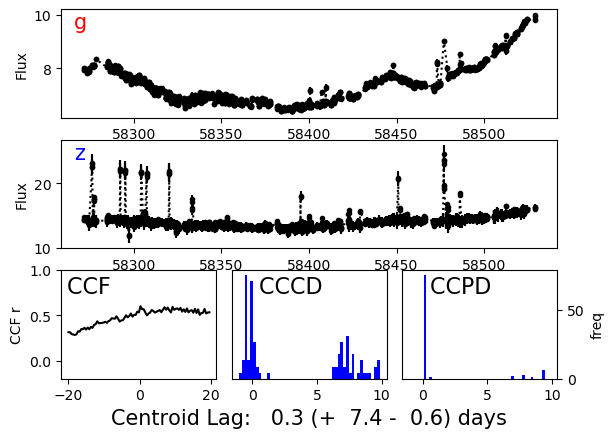 g
10
8
Flux
58300 58350 58400 58450 58500
z
20
10
Flux
58300 58350 58400 58450 58500
CCF CCCD CCPD
1.0
0.5
0.0
CCF r
50
0
freq
−20 0 20 0 5 10 0 5 10
Centroid Lag: 0.3 (+ 7.4 - 0.6) days